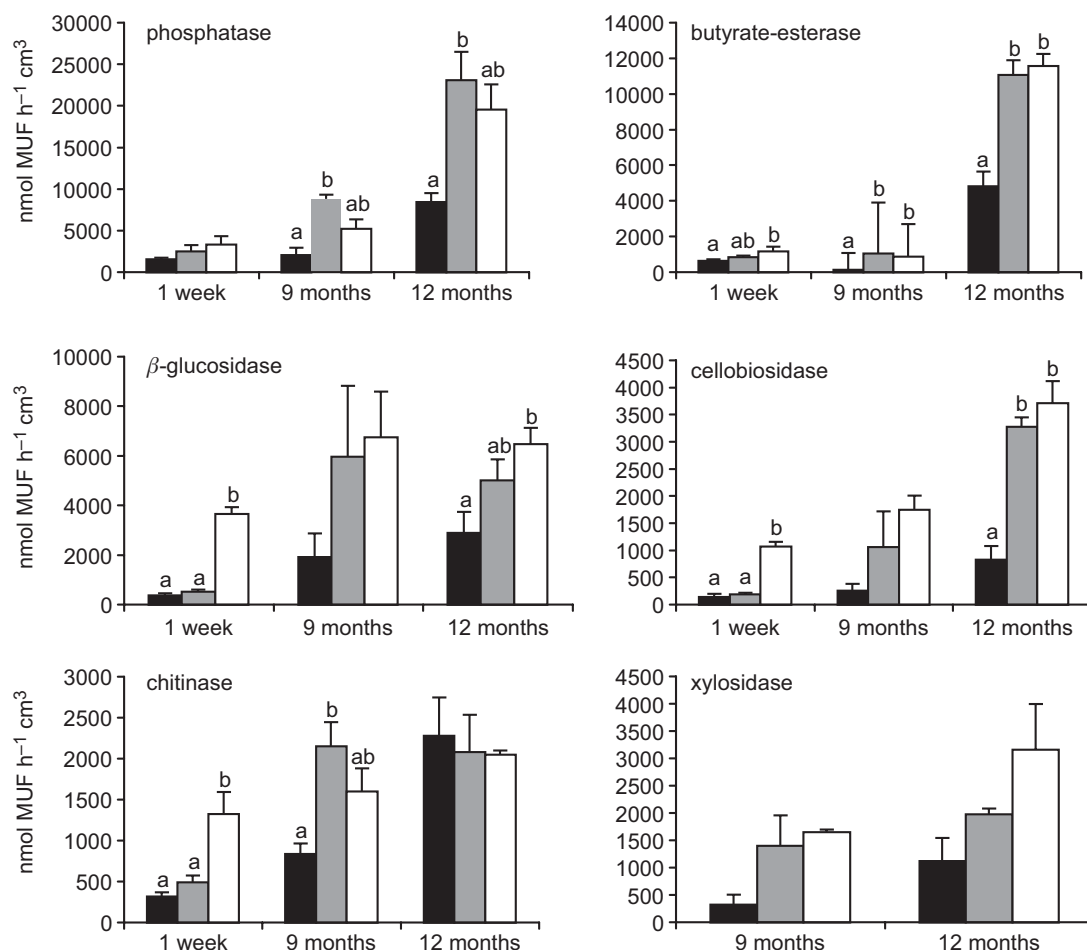 phosphatase
nmol MUF h⁻¹ cm³
30000
25000
20000
15000
10000
5000
0
a b ab
a b ab
1 week 9 months 12 months
butyrate-esterase
14000
12000
10000
8000
6000
4000
2000
0
a ab b
a b b
a b b
1 week 9 months 12 months
β-glucosidase
nmol MUF h⁻¹ cm³
10000
8000
6000
4000
2000
0
a a b
a ab b
1 week 9 months 12 months
cellobiosidase
4500
4000
3500
3000
2500
2000
1500
1000
500
0
a a b
a b b
1 week 9 months 12 months
chitinase
nmol MUF h⁻¹ cm³
3000
2500
2000
1500
1000
500
0
a a b
a b ab
1 week 9 months 12 months
xylosidase
4500
4000
3500
3000
2500
2000
1500
1000
500
0
9 months 12 months